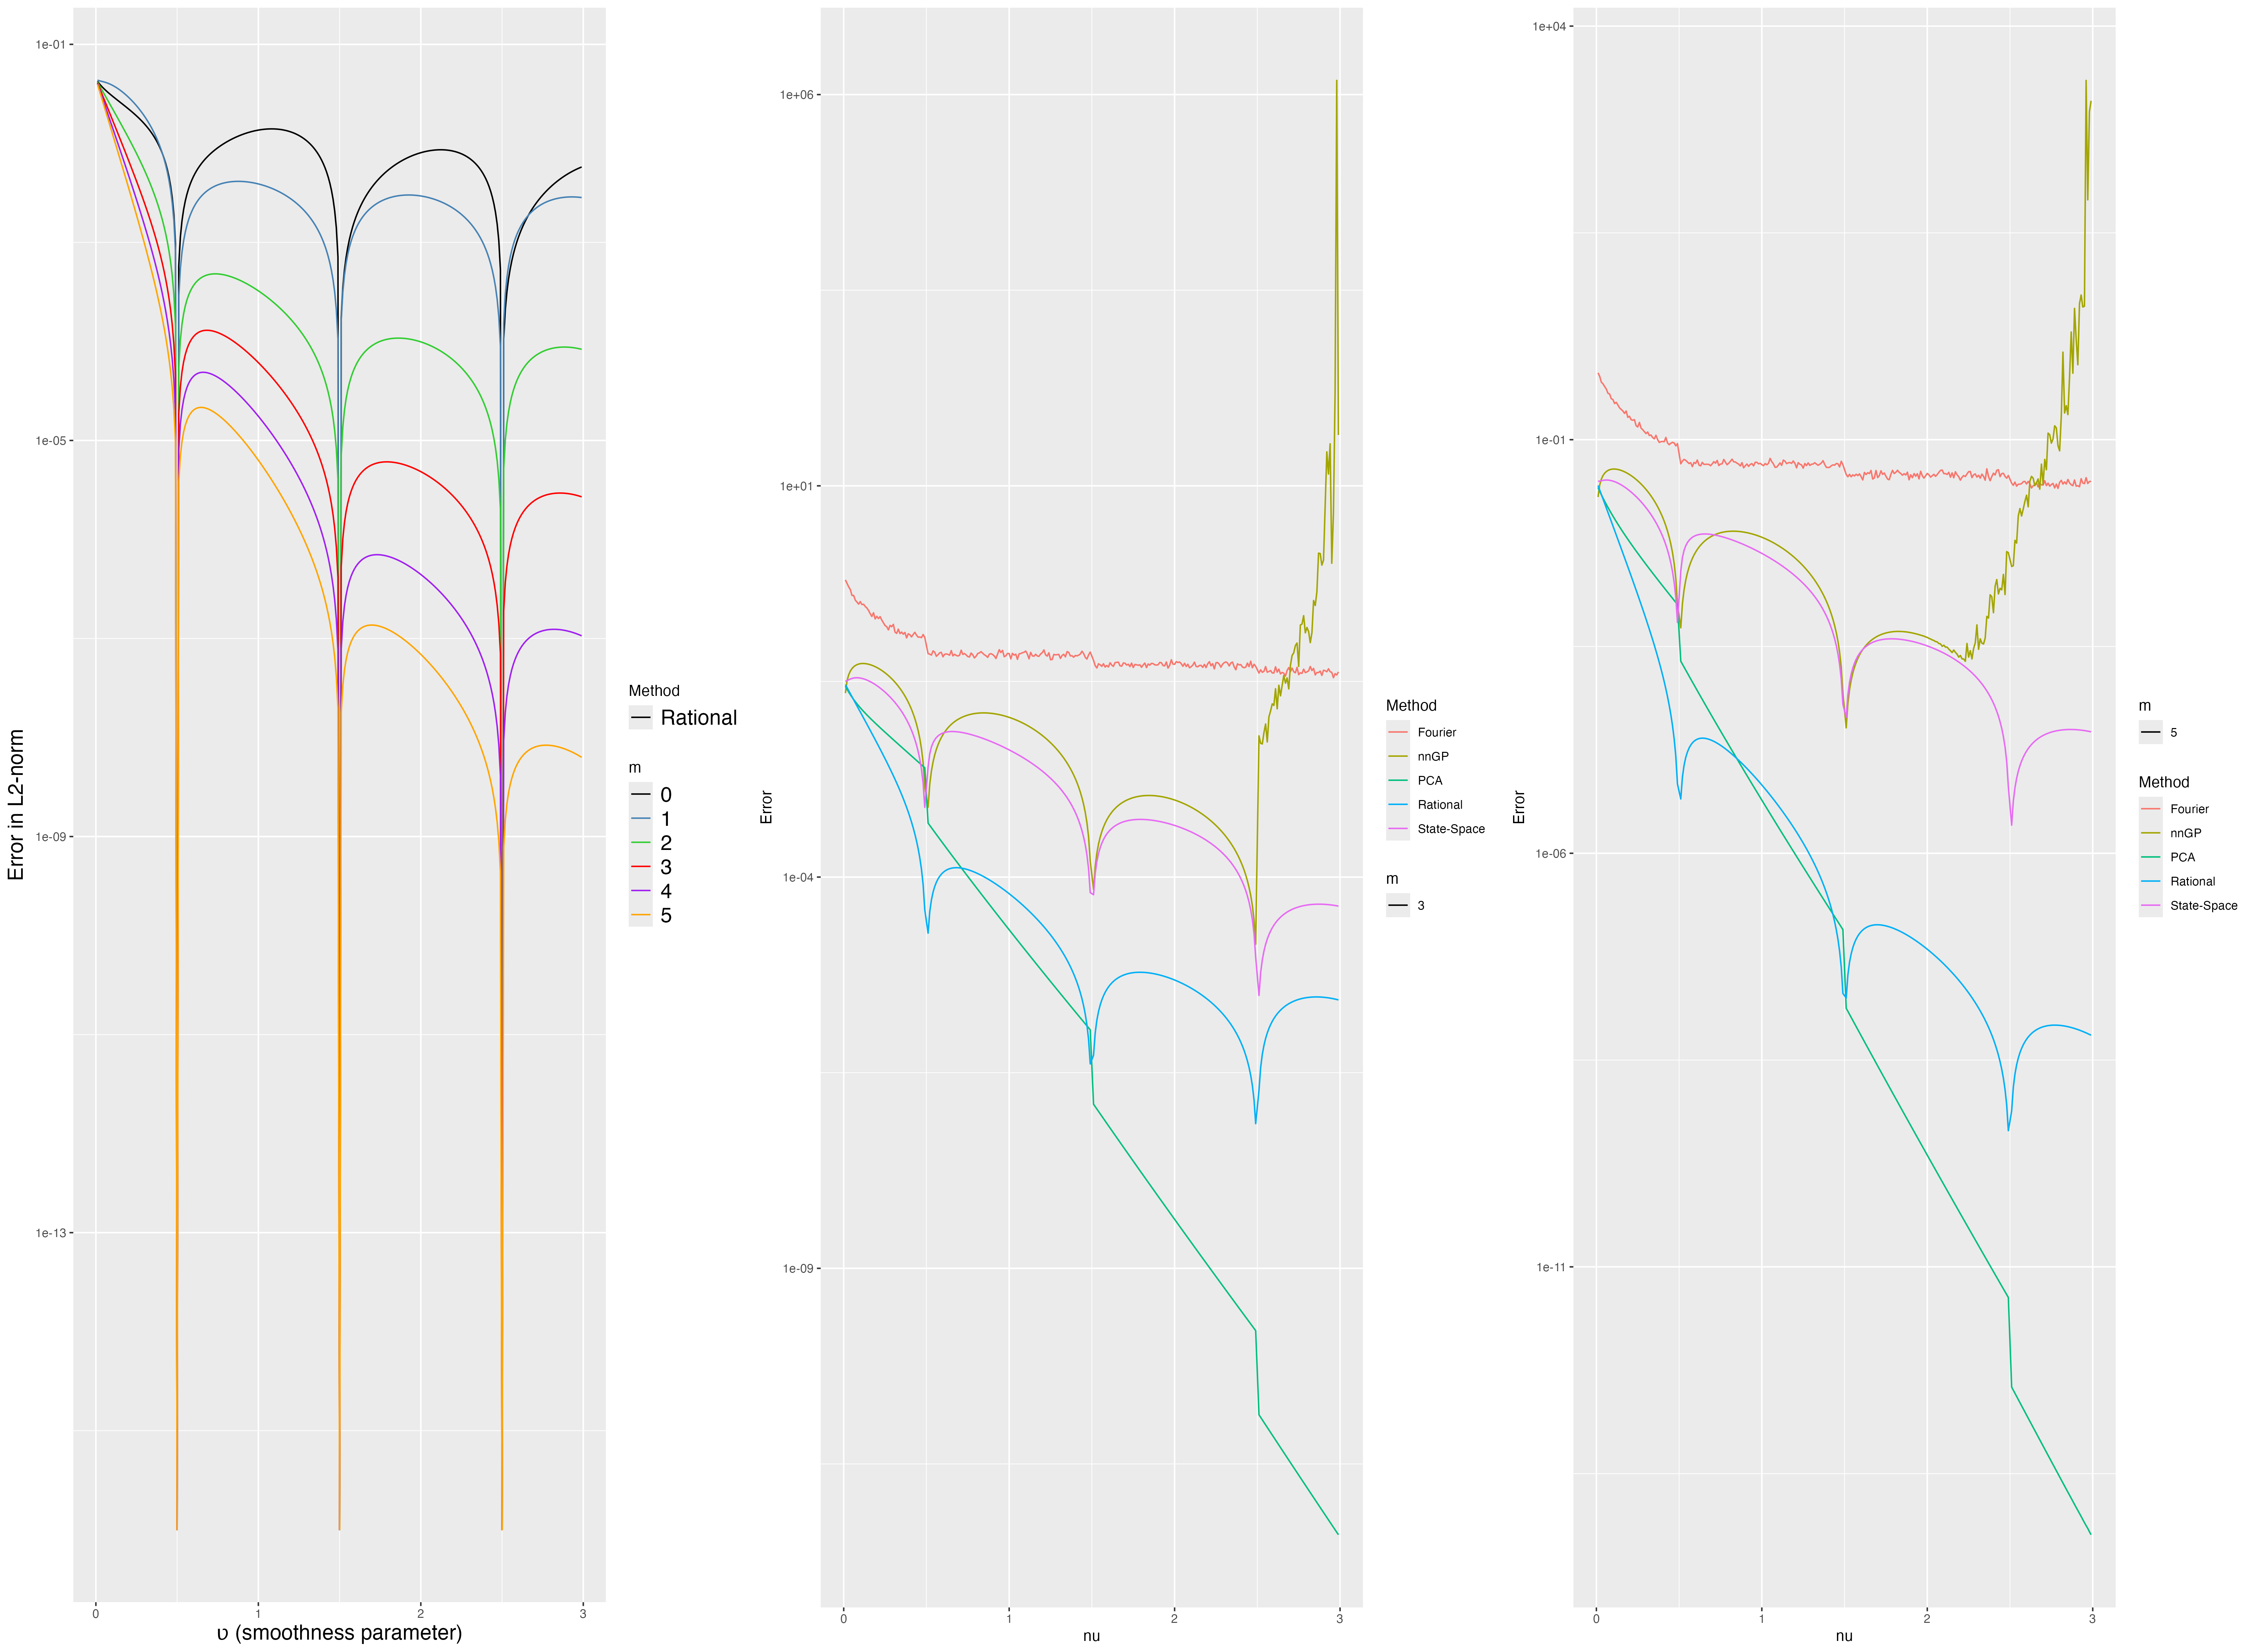 Error in L2-norm
1e-01
1e-05
1e-09
1e-13
0
1
2
3
υ (smoothness parameter)
Method
Rational
m
0
1
2
3
4
5
Error
1e+06
1e+01
1e-04
1e-09
0
1
2
3
nu
Method
Fourier
nnGP
PCA
Rational
State-Space
m
3
Error
1e+04
1e-01
1e-06
1e-11
0
1
2
3
nu
m
5
Method
Fourier
nnGP
PCA
Rational
State-Space